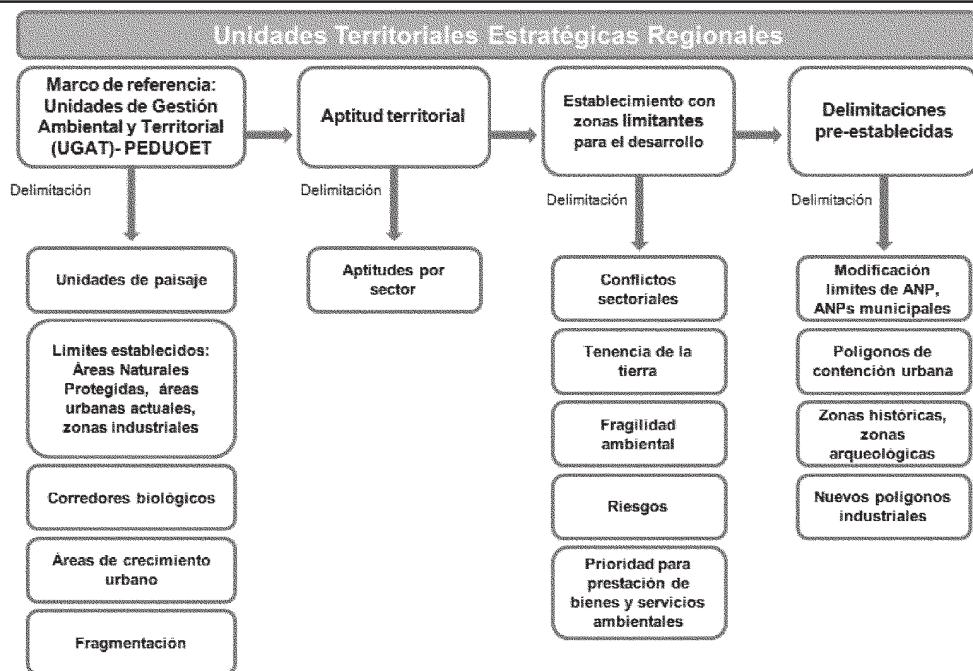 Unidades Territoriales Estratégicas Regionales
Marco de referencia:
Unidades de Gestión
Ambiental y Territorial
(UGAT)- PEDUOET
Delimitación
Unidades de paisaje
Limites establecidos:
Áreas Naturales
Protegidas, áreas
urbanas actuales,
zonas industriales
Corredores biológicos
Áreas de crecimiento
urbano
Fragmentación
Aptitud territorial
Delimitación
Aptitudes por
sector
Establecimiento con
zonas limitantes
para el desarrollo
Delimitación
Conflictos
sectoriales
Tenencia de la
tierra
Fragilidad
ambiental
Riesgos
Prioridad para
prestación de
bienes y servicios
ambientales
Delimitaciones
pre-establecidas
Delimitación
Modificación
limites de ANP,
ANPs municipales
Polígonos de
contención urbana
Zonas históricas,
zonas
arqueológicas
Nuevos polígonos
industriales